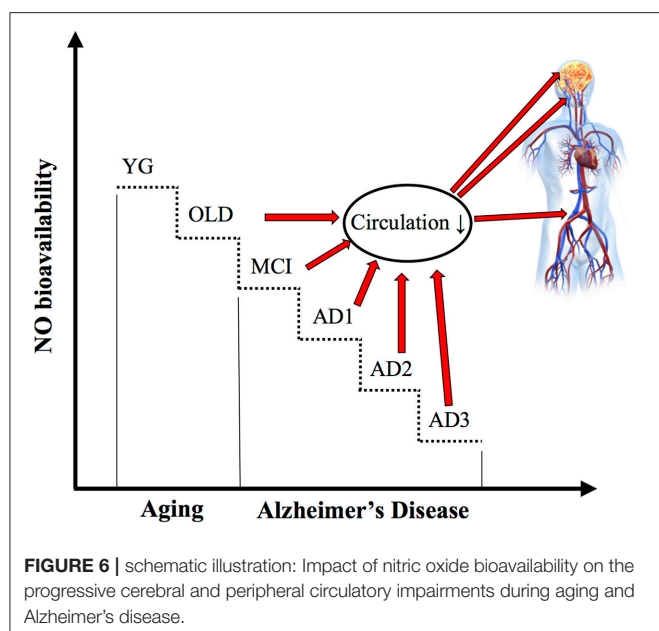 NO bioavailability
YG
OLD
MCI
AD1
AD2
AD3
Circulation ↓
Aging
Alzheimer's Disease
FIGURE 6 | schematic illustration: Impact of nitric oxide bioavailability on the
progressive cerebral and peripheral circulatory impairments during aging and
Alzheimer's disease.